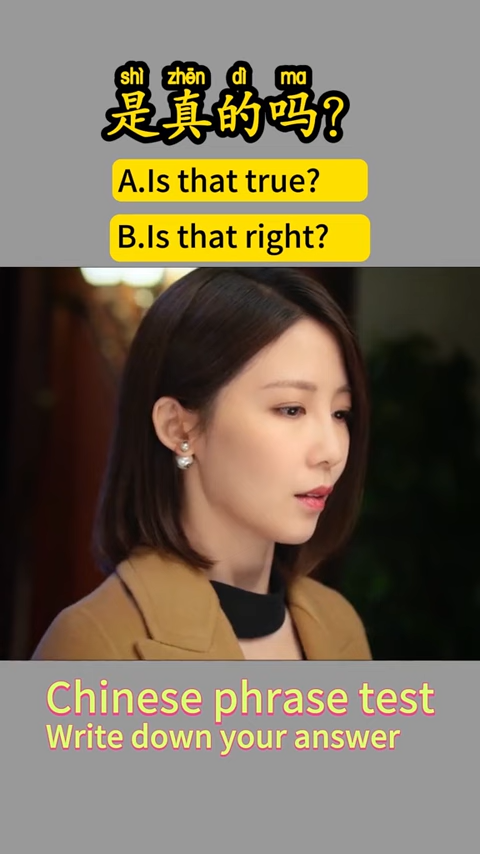 shì zhēn dì ma
是真的吗?
A.Is that true?
B.Is that right?
Chinese phrase test
Write down your answer